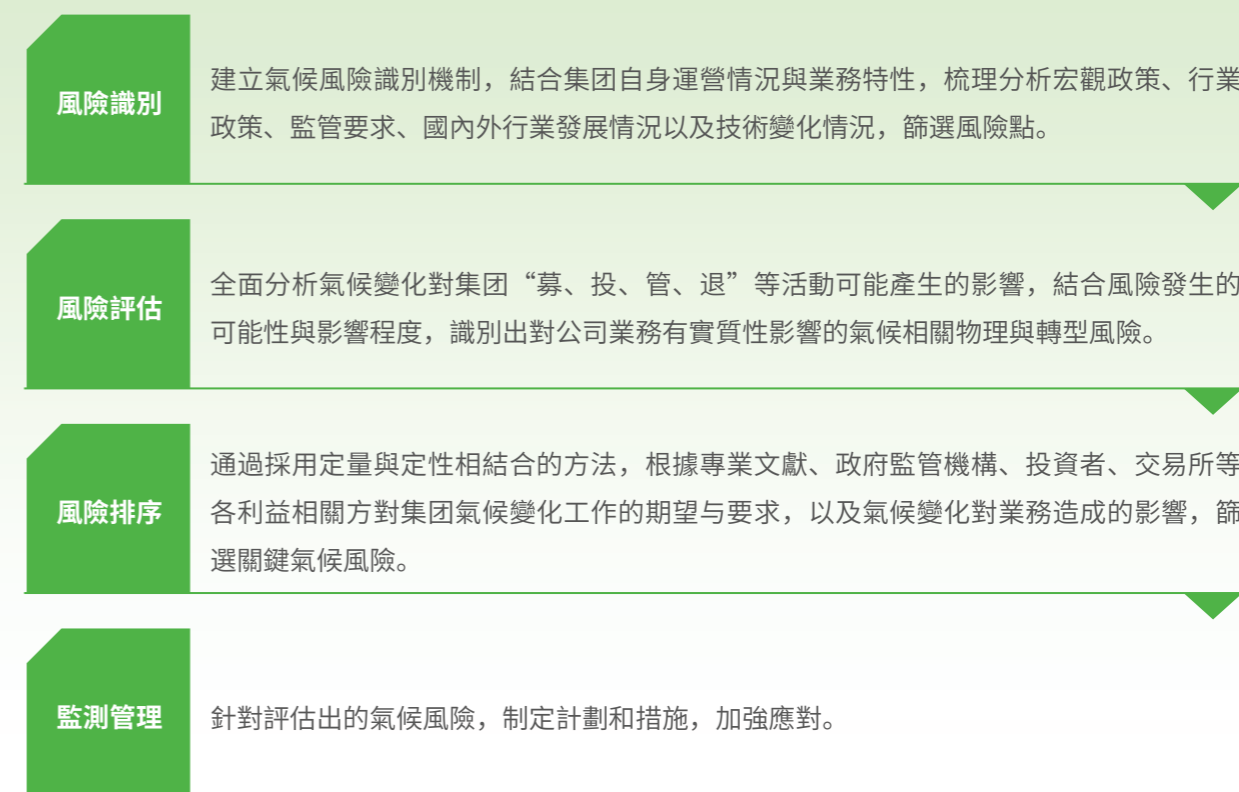 風險識別
建立氣候風險識別機制，結合集团自身運營情況與業務特性，梳理分析宏觀政策、行業
政策、監管要求、國內外行業發展情況以及技術變化情況，篩選風險點。
風險評估
全面分析氣候變化對集团“募、投、管、退”等活動可能產生的影響，結合風險發生的
可能性與影響程度，識別出對公司業務有實質性影響的氣候相關物理與轉型風險。
風險排序
通過採用定量與定性相結合的方法，根據專業文獻、政府監管機構、投資者、交易所等
各利益相關方對集团氣候變化工作的期望与要求，以及氣候變化對業務造成的影響，篩
選關鍵氣候風險。
監測管理
針對評估出的氣候風險，制定計劃和措施，加強應對。